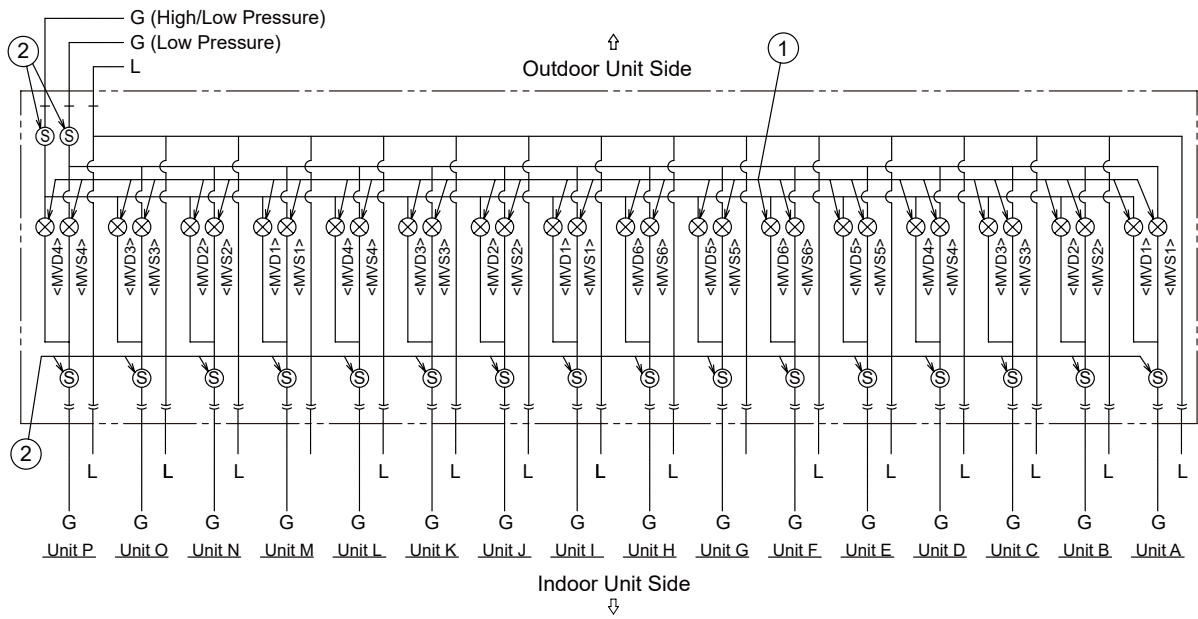 G (High/Low Pressure)
G (Low Pressure)
L
2
1
Outdoor Unit Side
S S
<MVD4> <MVS4> <MVD3> <MVS3> <MVD2> <MVS2> <MVD1> <MVS1> <MVD4> <MVS4> <MVD3> <MVS3> <MVD2> <MVS2> <MVD1> <MVS1> <MVD6> <MVS6> <MVD5> <MVS5> <MVD6> <MVS6> <MVD5> <MVS5> <MVD4> <MVS4> <MVD3> <MVS3> <MVD2> <MVS2> <MVD1> <MVS1>
S S S S S S S S S S S S S S S S
2
L L L L L L L L L L L L L L
G G G G G G G G G G G G G G G G
Unit P Unit O Unit N Unit M Unit L Unit K Unit J Unit I Unit H Unit G Unit F Unit E Unit D Unit C Unit B Unit A
Indoor Unit Side